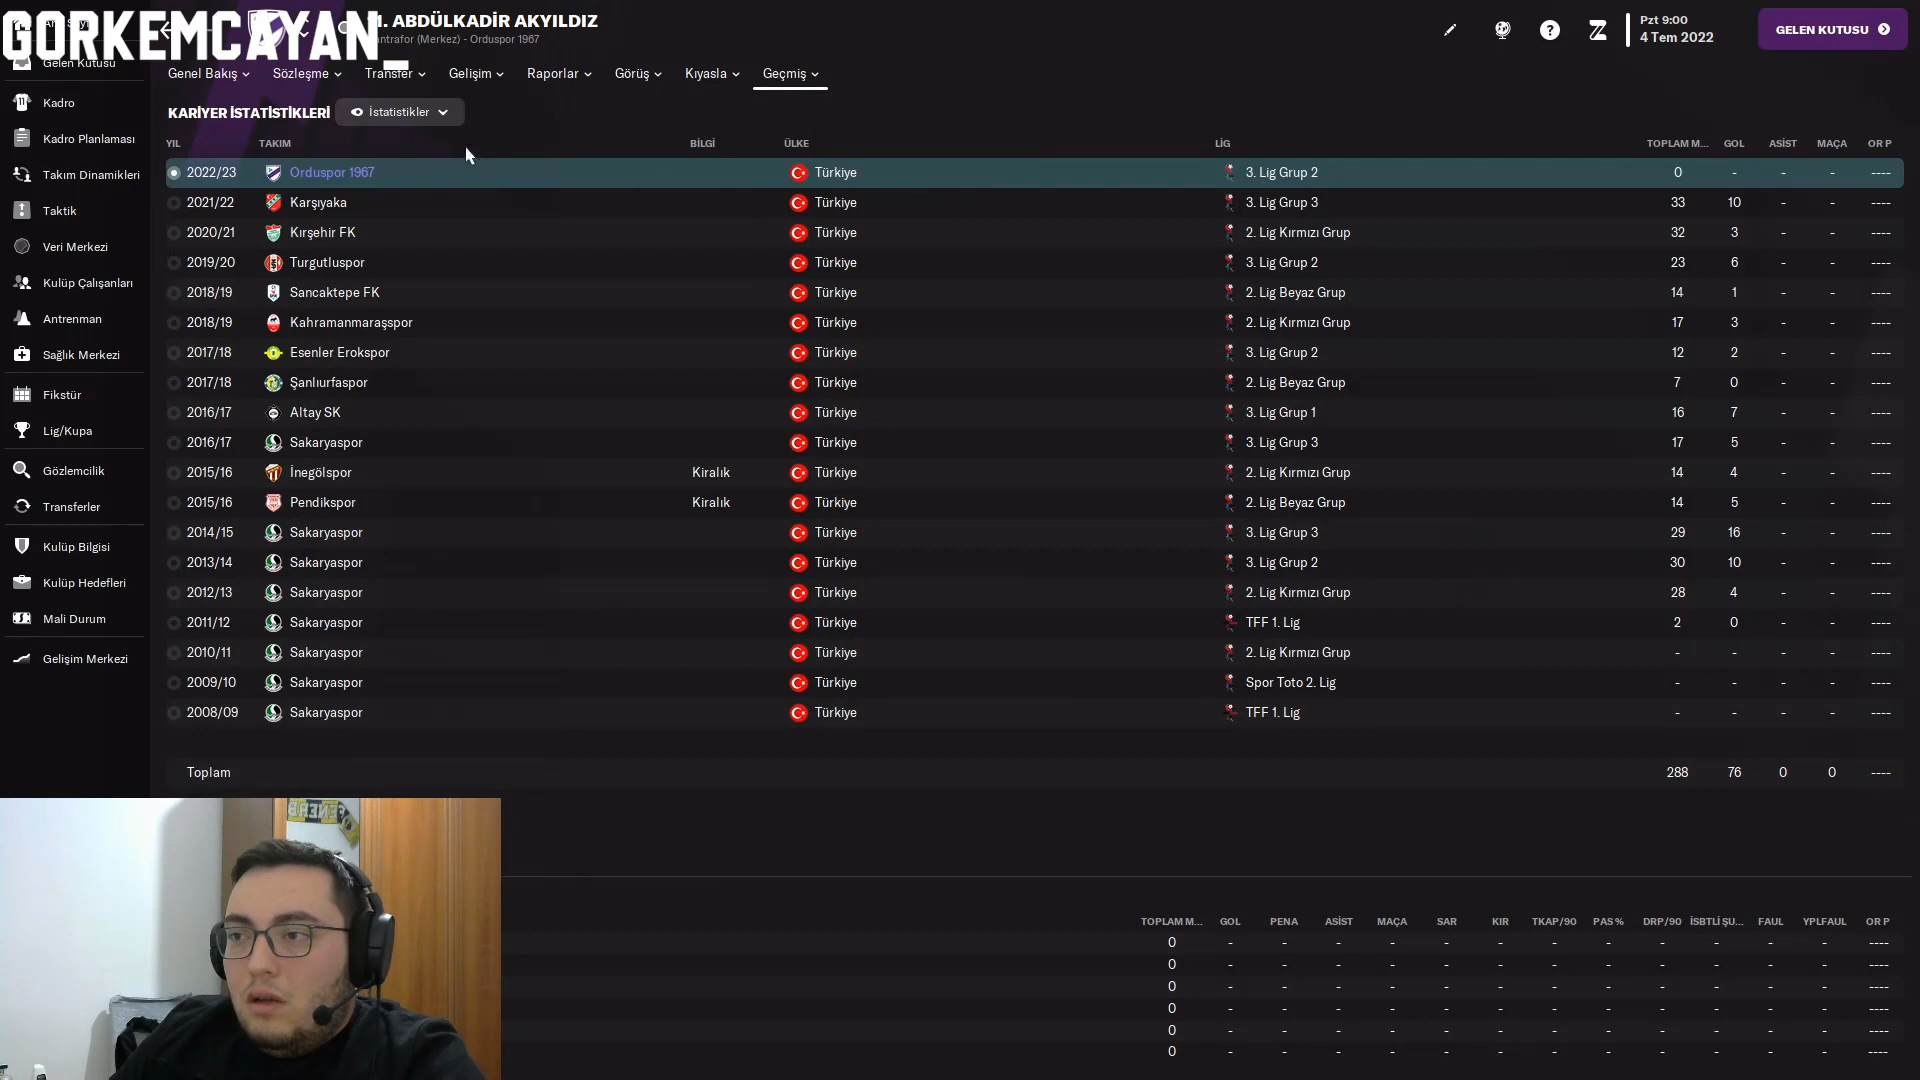 GORKEMCAYAN_
ABDÜLKADİR AKYILDIZ
(Merkez) - Orduspor 1967
Pzt 9:00
4 Tem 2022
GELEN KUTUSU
Gelen Kutusu
Kadro
Kadro Planlaması
Takım Dinamikleri
Taktik
Veri Merkezi
Kulüp Çalışanları
Antrenman
Sağlık Merkezi
Fikstür
Lig/Kupa
Gözlemcilik
Transferler
Kulüp Bilgisi
Kulüp Hedefleri
Mali Durum
Gelişim Merkezi
Genel Bakış Sözleşme Transfer Gelişim Raporlar Görüş Kıyasla Geçmiş
KARİYER İSTATİSTİKLERİ İstatistikler
YIL TAKIM BİLGİ ÜLKE LİG TOPLAM M... GOL ASİST MAÇA OR P
2022/23 Orduspor 1967 Türkiye 3. Lig Grup 2 0 - - - ----
2021/22 Karşıyaka Türkiye 3. Lig Grup 3 33 10 - - ----
2020/21 Kırşehir FK Türkiye 2. Lig Kırmızı Grup 32 3 - - ----
2019/20 Turgutluspor Türkiye 3. Lig Grup 2 23 6 - - ----
2018/19 Sancaktepe FK Türkiye 2. Lig Beyaz Grup 14 1 - - ----
2018/19 Kahramanmaraşspor Türkiye 2. Lig Kırmızı Grup 17 3 - - ----
2017/18 Esenler Erokspor Türkiye 3. Lig Grup 2 12 2 - - ----
2017/18 Şanlıurfaspor Türkiye 2. Lig Beyaz Grup 7 0 - - ----
2016/17 Altay SK Türkiye 3. Lig Grup 1 16 7 - - ----
2016/17 Sakaryaspor Türkiye 3. Lig Grup 3 17 5 - - ----
2015/16 İnegölspor Kiralık Türkiye 2. Lig Kırmızı Grup 14 4 - - ----
2015/16 Pendikspor Kiralık Türkiye 2. Lig Beyaz Grup 14 5 - - ----
2014/15 Sakaryaspor Türkiye 3. Lig Grup 3 29 16 - - ----
2013/14 Sakaryaspor Türkiye 3. Lig Grup 2 30 10 - - ----
2012/13 Sakaryaspor Türkiye 2. Lig Kırmızı Grup 28 4 - - ----
2011/12 Sakaryaspor Türkiye TFF 1. Lig 2 0 - - ----
2010/11 Sakaryaspor Türkiye 2. Lig Kırmızı Grup - - - - ----
2009/10 Sakaryaspor Türkiye Spor Toto 2. Lig - - - - ----
2008/09 Sakaryaspor Türkiye TFF 1. Lig - - - - ----
Toplam 288 76 0 0 ----
TOPLAM M... GOL PENA ASİST MAÇA SAR KIR TKAP/90 PAS % DRP/90 İSBTLİ ŞU... FAUL YPLFAUL OR P
0 - - - - - - - - - - - - ----
0 - - - - - - - - - - - - ----
0 - - - - - - - - - - - - ----
0 - - - - - - - - - - - - ----
0 - - - - - - - - - - - - ----
0 - - - - - - - - - - - - ----